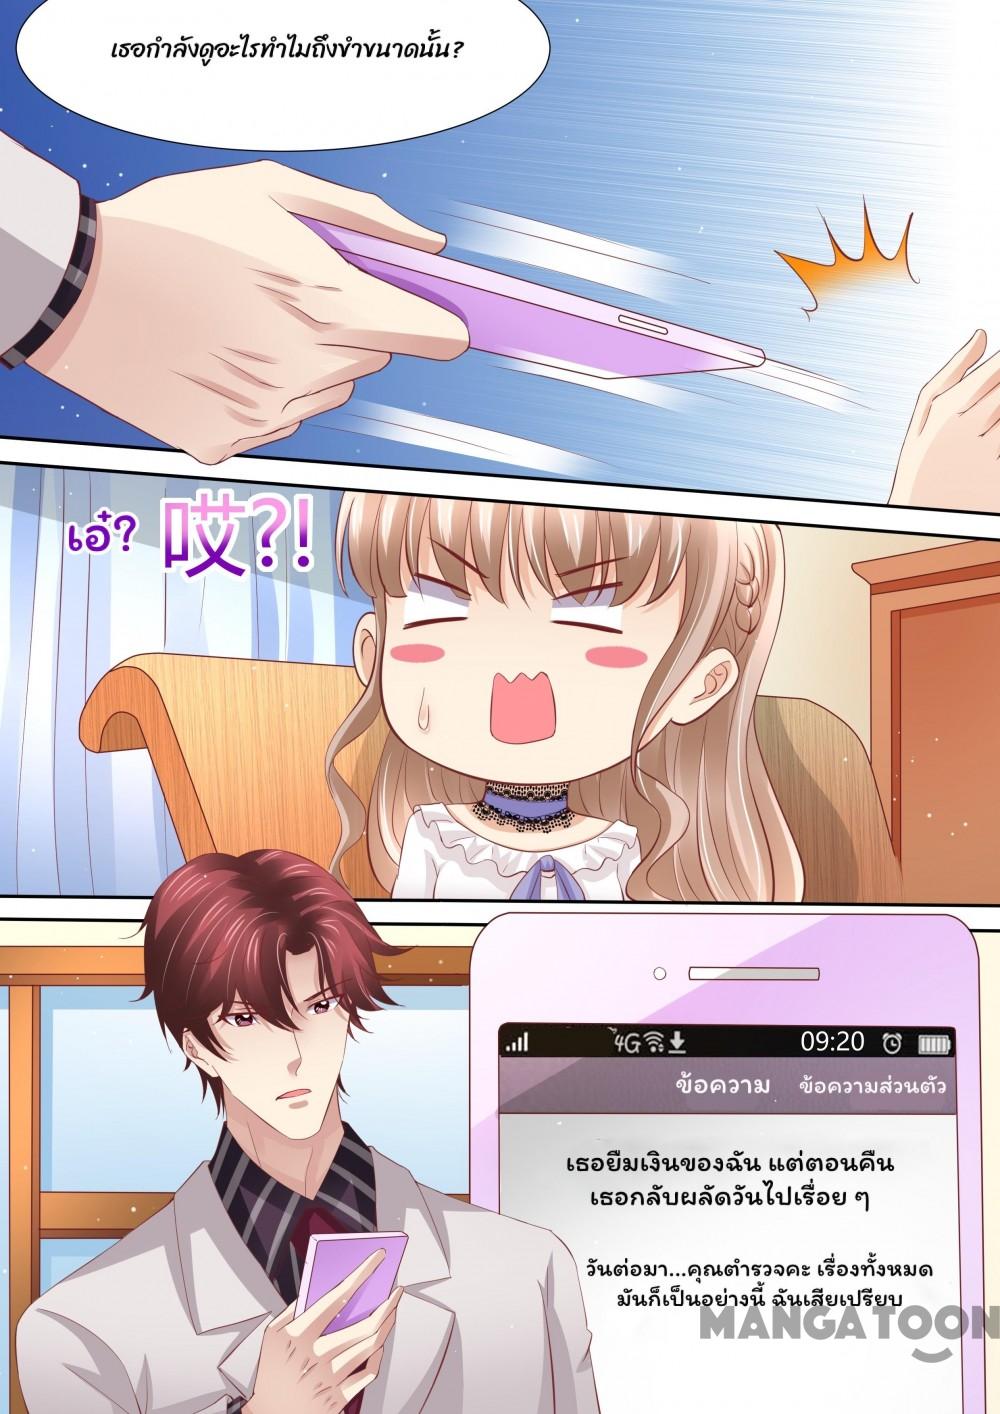 เธอกำลังดูอะไรทำไมถึงขำขนาดนั้น?
เอ๋?
哎?!
4G
09:20
ข้อความ ข้อความส่วนตัว
เธอยืมเงินของฉัน แต่ตอนคืน
เธอกลับผลัดวันไปเรื่อย ๆ
วันต่อมา...คุณตำรวจคะ เรื่องทั้งหมด
มันก็เป็นอย่างนี้ ฉันเสียเปรียบ
MANGATOON